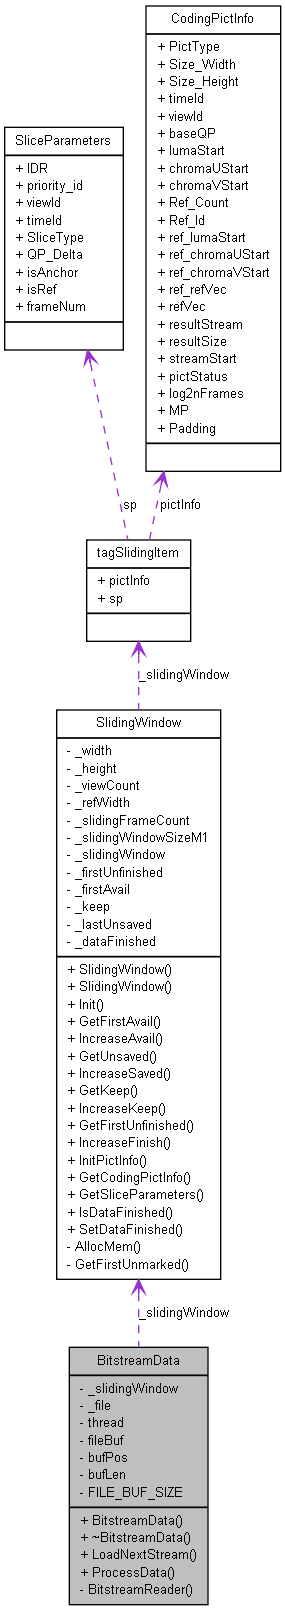 CodingPictInfo
+ PictType
+ Size_Width
+ Size_Height
+ timeId
+ viewId
+ baseQP
+ lumaStart
+ chromaUStart
+ chromaVStart
+ Ref_Count
+ Ref_Id
+ ref_lumaStart
+ ref_chromaUStart
+ ref_chromaVStart
+ ref_refVec
+ refVec
+ resultStream
+ resultSize
+ streamStart
+ pictStatus
+ log2nFrames
+ MP
+ Padding
SliceParameters
+ IDR
+ priority_id
+ viewId
+ timeId
+ SliceType
+ QP_Delta
+ isAnchor
+ isRef
+ frameNum
sp
pictInfo
tagSlidingItem
+ pictInfo
+ sp
_slidingWindow
SlidingWindow
- _width
- _height
- _viewCount
- _refWidth
- _slidingFrameCount
- _slidingWindowSizeM1
- _slidingWindow
- _firstUnfinished
- _firstAvail
- _keep
- _lastUnsaved
- _dataFinished
+ SlidingWindow()
+ SlidingWindow()
+ Init()
+ GetFirstAvail()
+ IncreaseAvail()
+ GetUnsaved()
+ IncreaseSaved()
+ GetKeep()
+ IncreaseKeep()
+ GetFirstUnfinished()
+ IncreaseFinish()
+ InitPictInfo()
+ GetCodingPictInfo()
+ GetSliceParameters()
+ IsDataFinished()
+ SetDataFinished()
- AllocMem()
- GetFirstUnmarked()
_slidingWindow
BitstreamData
- _slidingWindow
- _file
- thread
- fileBuf
- bufPos
- bufLen
- FILE_BUF_SIZE
+ BitstreamData()
+ ~BitstreamData()
+ LoadNextStream()
+ ProcessData()
- BitstreamReader()